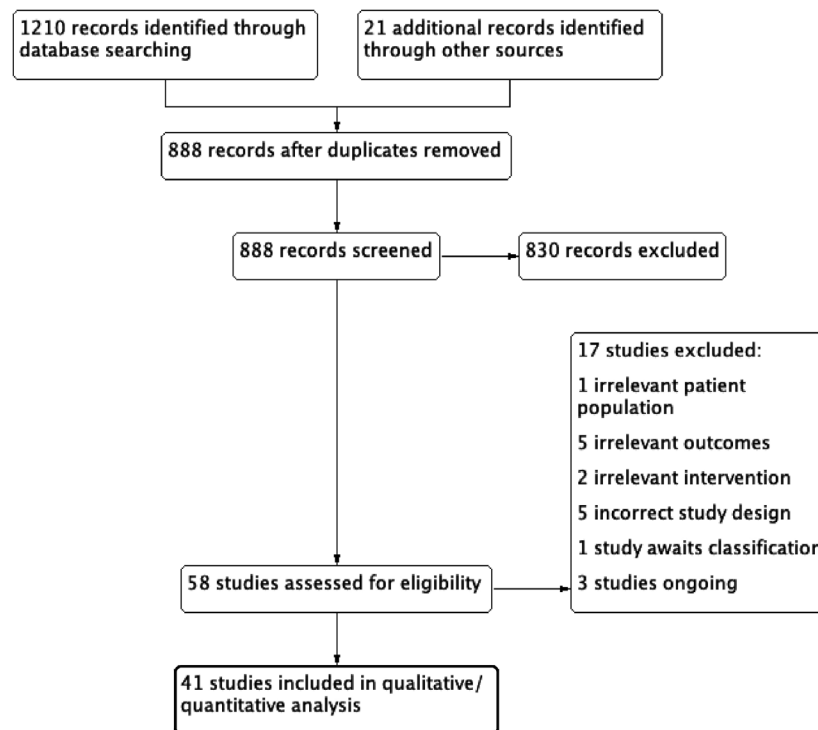 1210 records identified through
database searching
21 additional records identified
through other sources
888 records after duplicates removed
888 records screened
830 records excluded
17 studies excluded:
1 irrelevant patient
population
5 irrelevant outcomes
2 irrelevant intervention
5 incorrect study design
1 study awaits classification
3 studies ongoing
58 studies assessed for eligibility
41 studies included in qualitative/
quantitative analysis